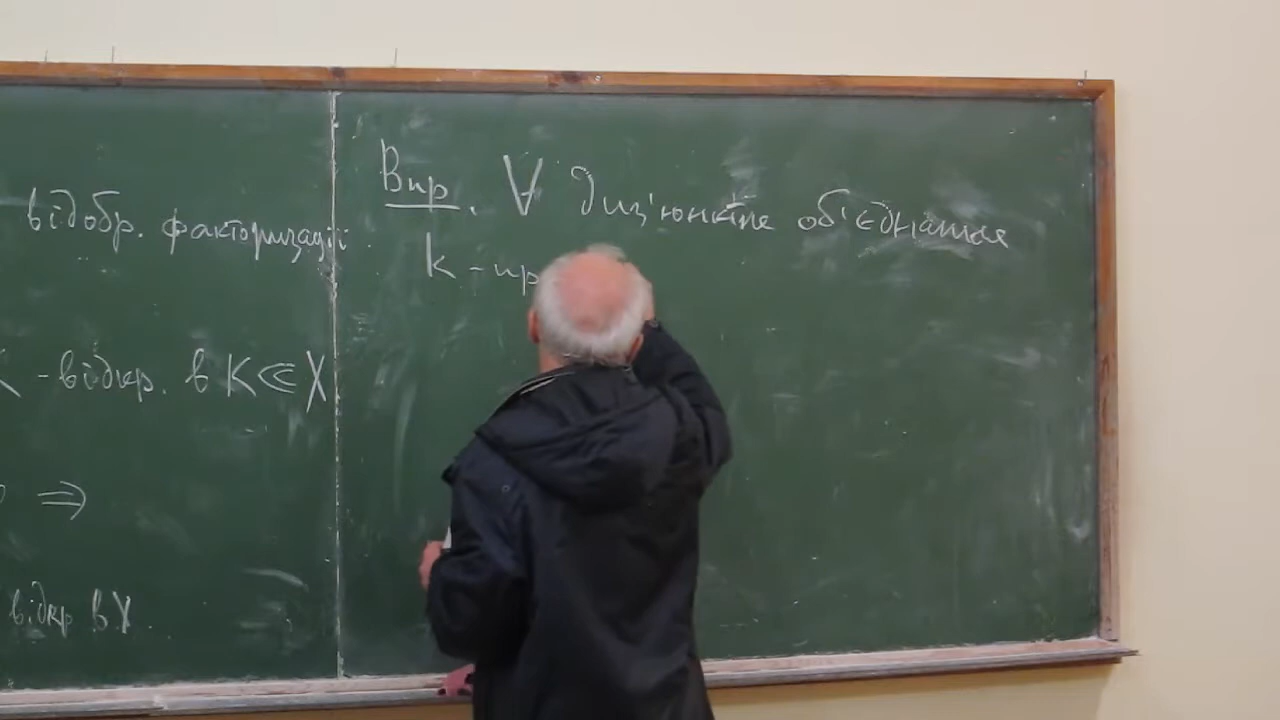 відобр. факторизації
- відкр. в K ⋐ X
⇒
відкр в X
Впр. ∀ диз'юнктне об'єднання
k - пр